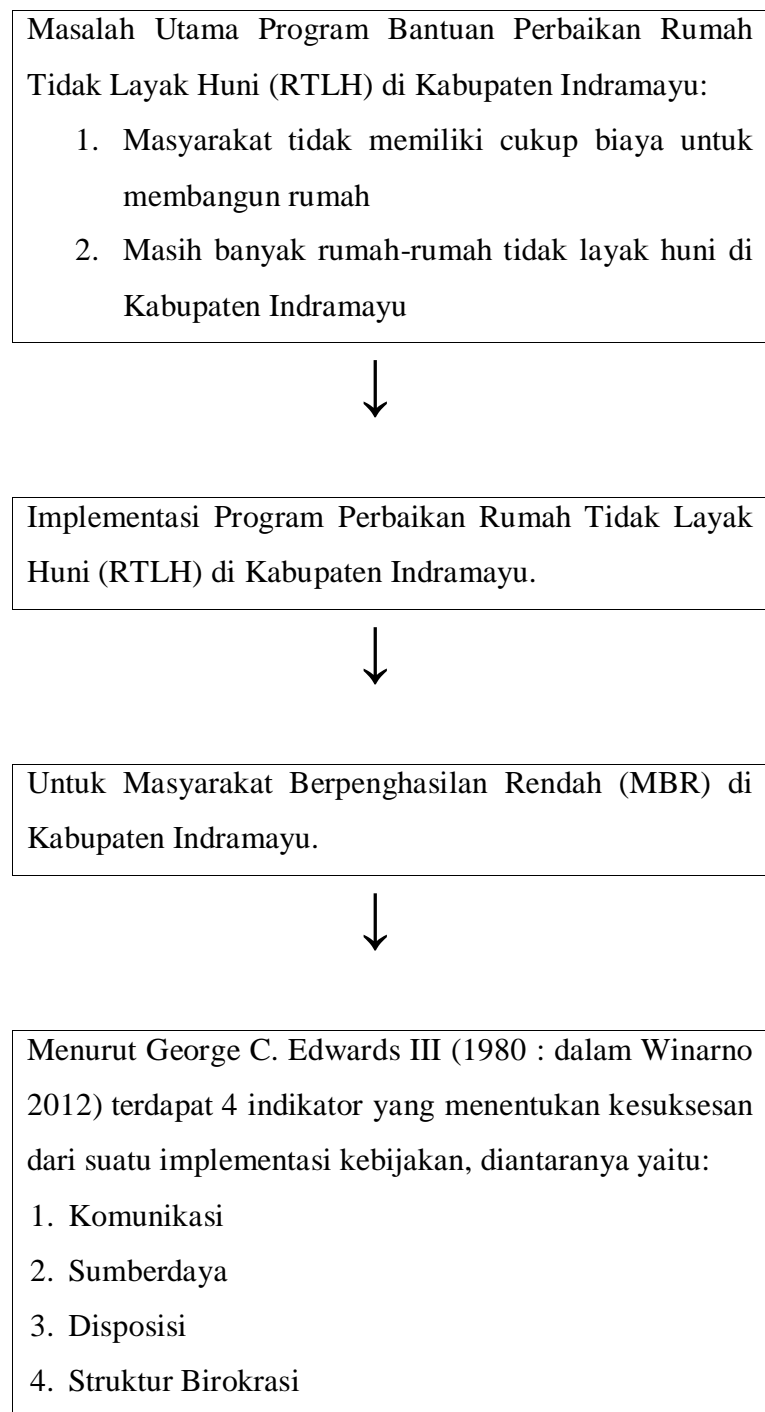 Masalah Utama Program Bantuan Perbaikan Rumah
Tidak Layak Huni (RTLH) di Kabupaten Indramayu:
1. Masyarakat tidak memiliki cukup biaya untuk
membangun rumah
2. Masih banyak rumah-rumah tidak layak huni di
Kabupaten Indramayu
Implementasi Program Perbaikan Rumah Tidak Layak
Huni (RTLH) di Kabupaten Indramayu.
Untuk Masyarakat Berpenghasilan Rendah (MBR) di
Kabupaten Indramayu.
Menurut George C. Edwards III (1980 : dalam Winarno
2012) terdapat 4 indikator yang menentukan kesuksesan
dari suatu implementasi kebijakan, diantaranya yaitu:
1. Komunikasi
2. Sumberdaya
3. Disposisi
4. Struktur Birokrasi